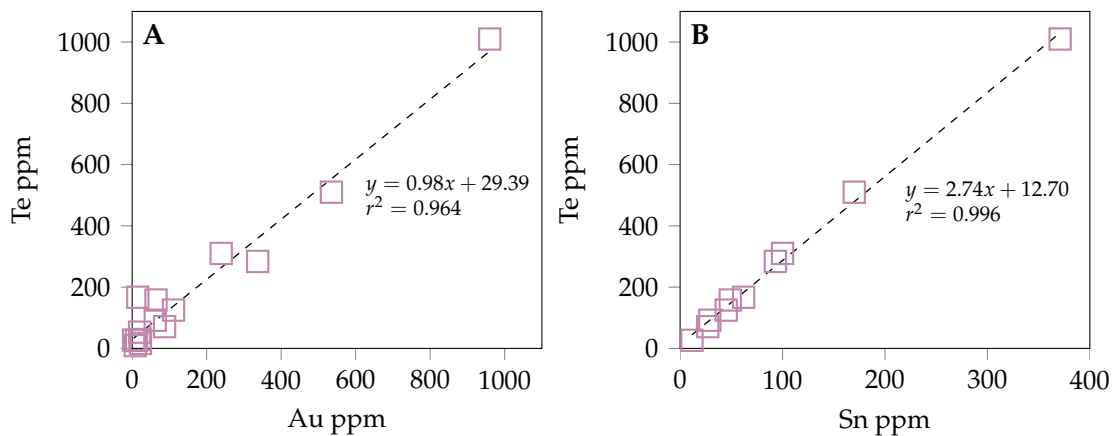 A
Te ppm
1000
800
600
400
200
0
y = 0.98x + 29.39
r² = 0.964
0 200 400 600 800 1000
Au ppm
B
Te ppm
1000
800
600
400
200
0
y = 2.74x + 12.70
r² = 0.996
0 100 200 300 400
Sn ppm